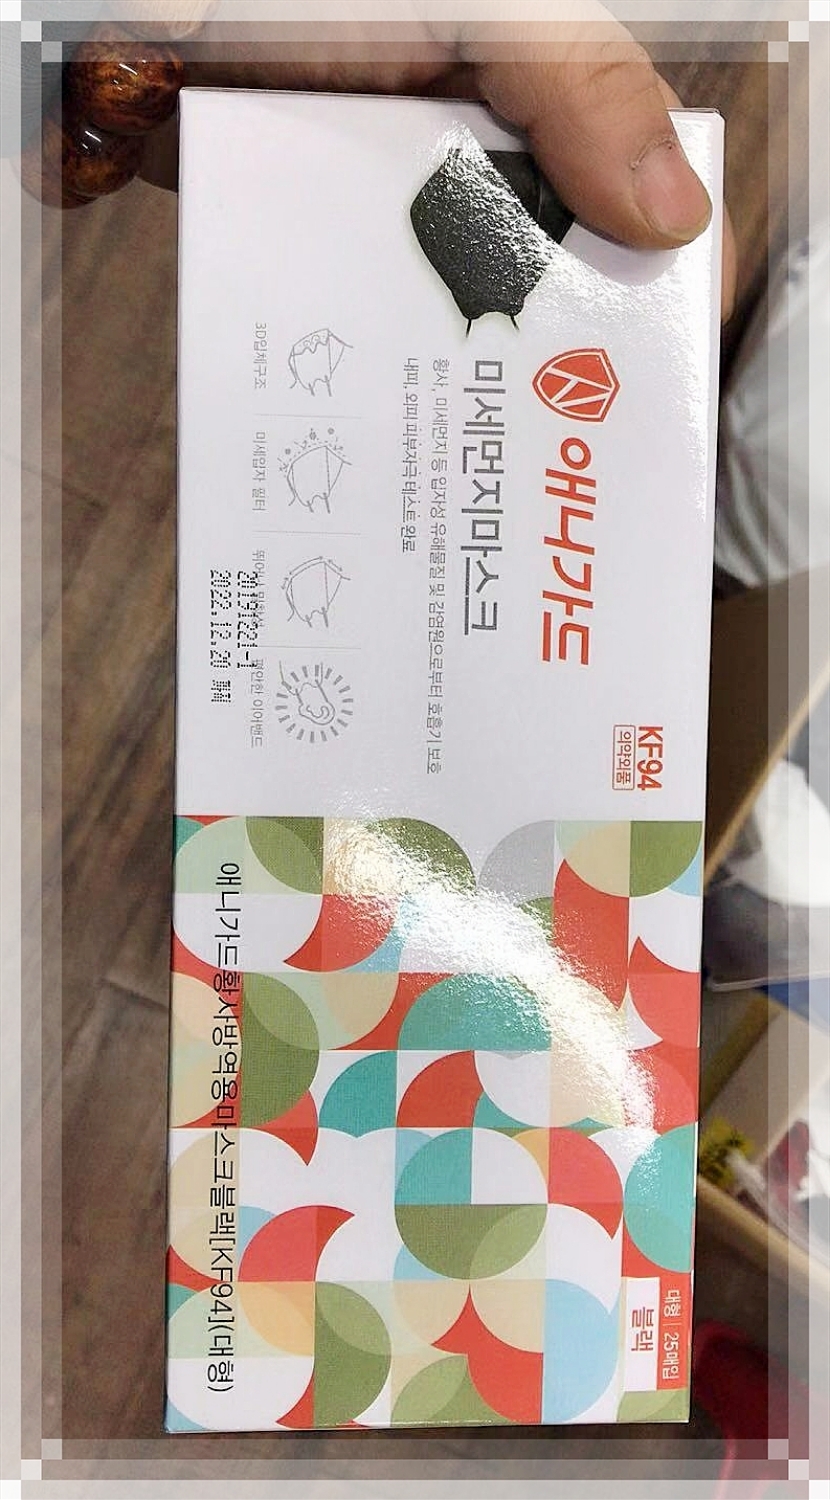 KF94
의약외품
애니가드
미세먼지마스크
황사, 미세먼지 등 입자성 유해물질 및 감염원으로부터 호흡기 보호
내피, 외피 피부자극 테스트 완료
3D입체구조
미세입자 필터
뛰어난
편안한 이어밴드
20191221-1
2022.12.20 까지
대형 | 25매입
블랙
애니가드황사방역용마스크블랙[KF94](대형)